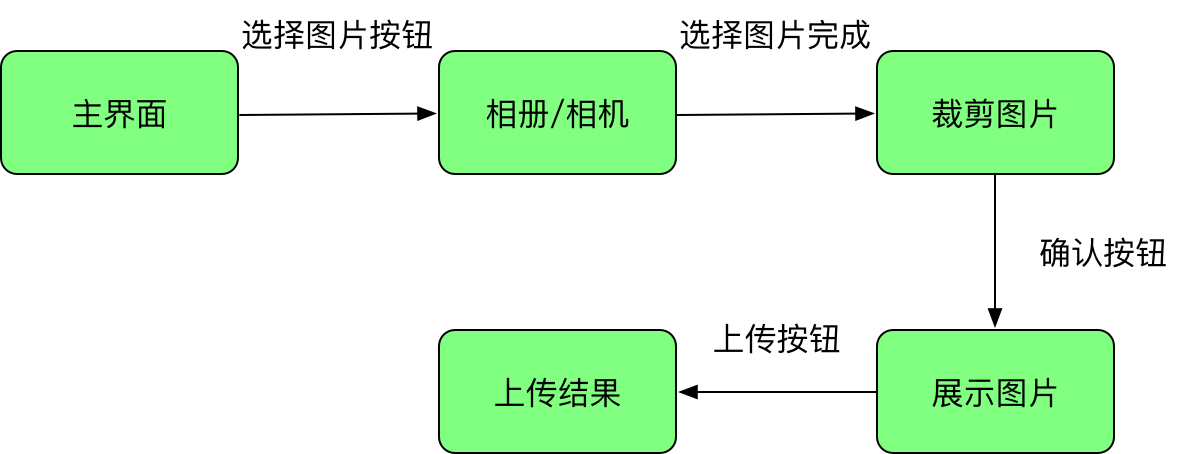 选择图片按钮
选择图片完成
主界面
相册/相机
裁剪图片
确认按钮
上传按钮
上传结果
展示图片